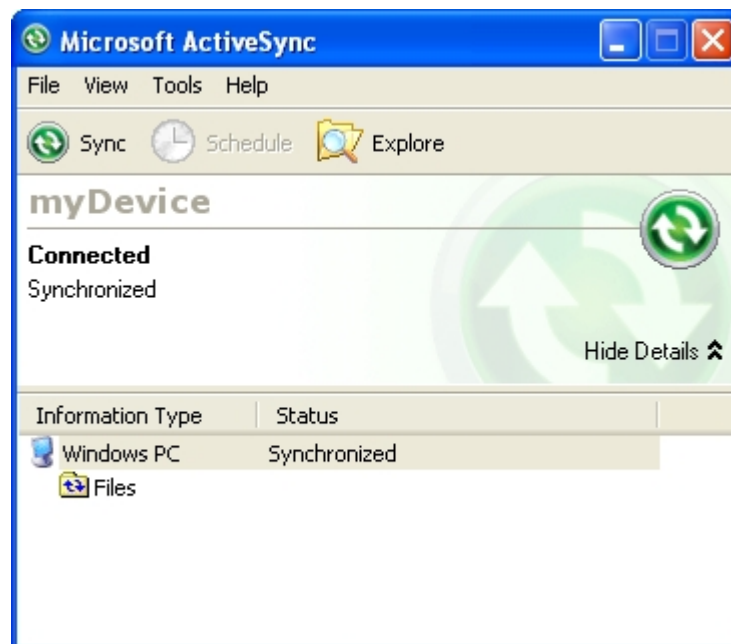 Microsoft ActiveSync
File View Tools Help
Sync Schedule Explore
myDevice
Connected
Synchronized
Hide Details
Information Type Status
Windows PC Synchronized
Files